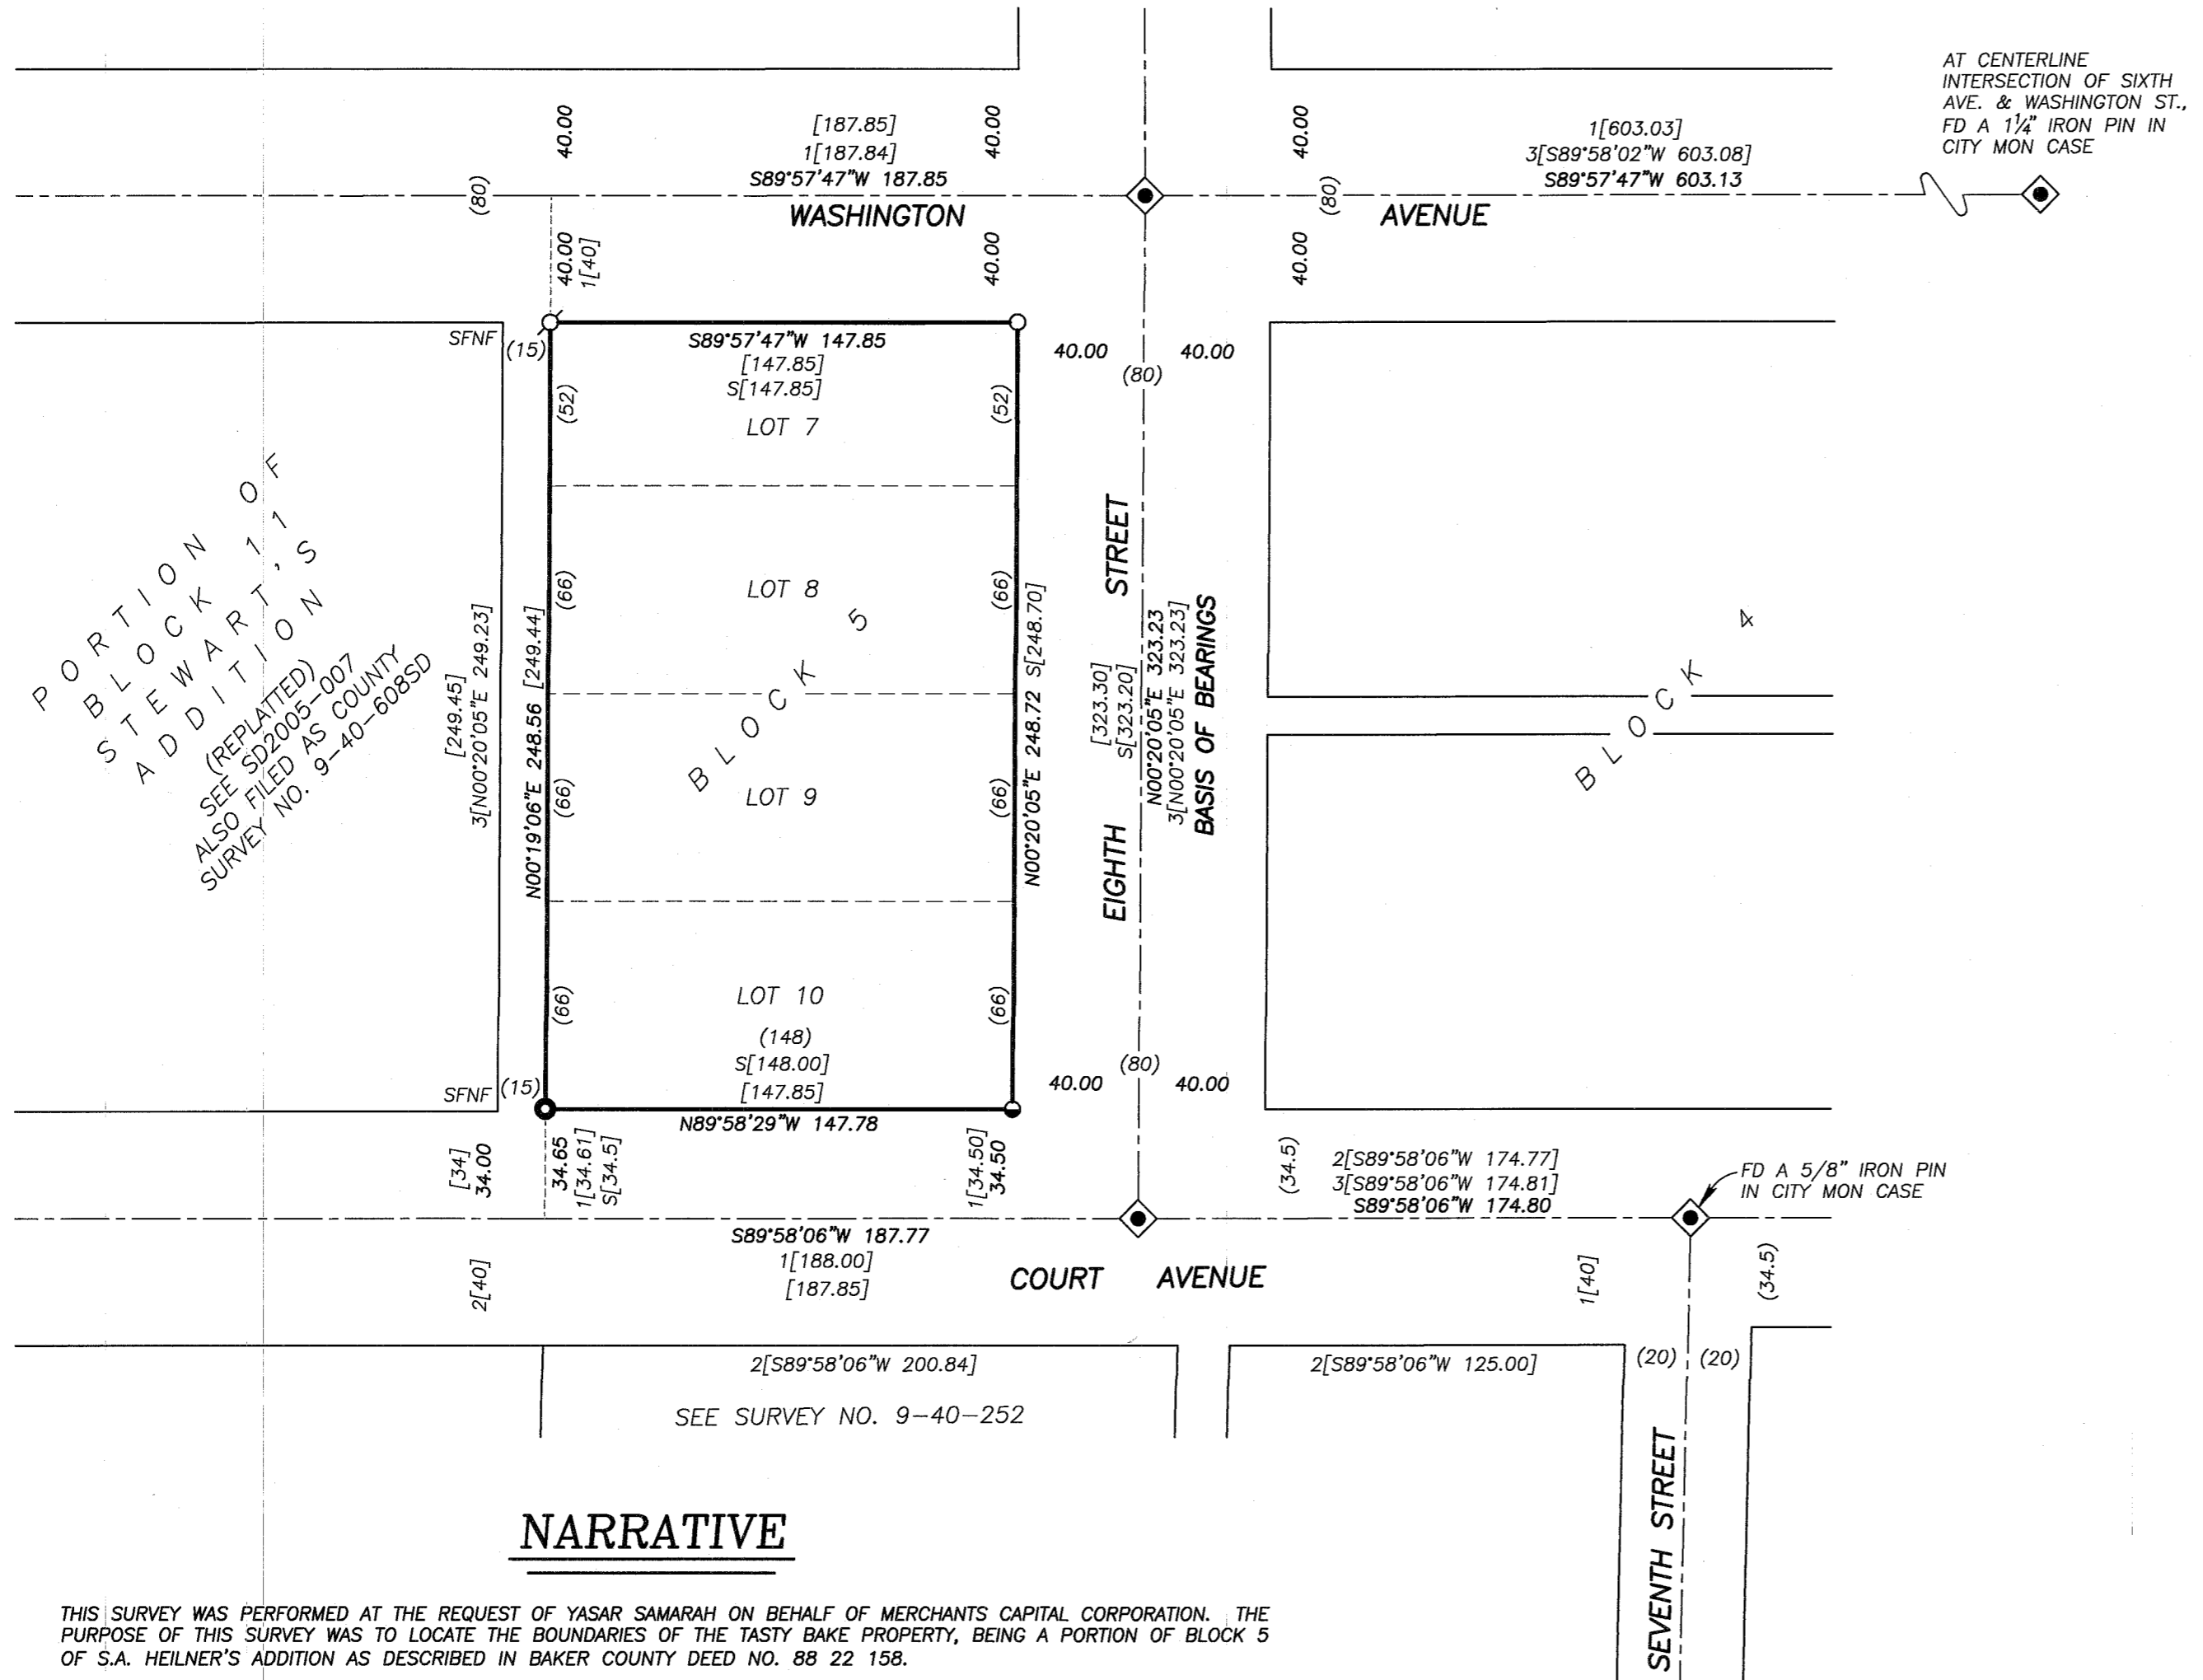 AT CENTERLINE
INTERSECTION OF SIXTH
AVE. & WASHINGTON ST.,
FD A 1¼" IRON PIN IN
CITY MON CASE
40.00
[187.85]
1[187.84]
S89°57'47"W 187.85
40.00
40.00
1[603.03]
3[S89°58'02"W 603.08]
S89°57'47"W 603.13
(80)
WASHINGTON
(80)
AVENUE
40.00
1[40]
40.00
40.00
SFNF
(15)
S89°57'47"W 147.85
[147.85]
S[147.85]
40.00
40.00
(80)
(52)
(52)
LOT 7
PORTION OF
BLOCK 11
STEWART'S
ADDITION
(REPLATTED)
SEE SD2005-007
ALSO FILED AS COUNTY
SURVEY NO. 9-40-608SD
[249.45]
3[N00°20'05"E 249.23]
N00°19'06"E 248.56 [249.44]
(66)
LOT 8
(66)
BLOCK 5
(66)
LOT 9
(66)
N00°20'05"E 248.72 S[248.70]
EIGHTH STREET
[323.30]
S[323.20]
N00°20'05"E 323.23
3[N00°20'05"E 323.23]
BASIS OF BEARINGS
BLOCK 4
(66)
LOT 10
(66)
(148)
S[148.00]
[147.85]
SFNF
(15)
N89°58'29"W 147.78
40.00
(80)
40.00
[34]
34.00
34.65
1[34.61]
S[34.5]
1[34.50]
34.50
(34.5)
2[S89°58'06"W 174.77]
3[S89°58'06"W 174.81]
S89°58'06"W 174.80
FD A 5/8" IRON PIN
IN CITY MON CASE
S89°58'06"W 187.77
1[188.00]
[187.85]
2[40]
COURT AVENUE
1[40]
(34.5)
2[S89°58'06"W 200.84]
2[S89°58'06"W 125.00]
(20)
(20)
SEE SURVEY NO. 9-40-252
SEVENTH STREET
NARRATIVE
THIS SURVEY WAS PERFORMED AT THE REQUEST OF YASAR SAMARAH ON BEHALF OF MERCHANTS CAPITAL CORPORATION. THE
PURPOSE OF THIS SURVEY WAS TO LOCATE THE BOUNDARIES OF THE TASTY BAKE PROPERTY, BEING A PORTION OF BLOCK 5
OF S.A. HEILNER'S ADDITION AS DESCRIBED IN BAKER COUNTY DEED NO. 88 22 158.